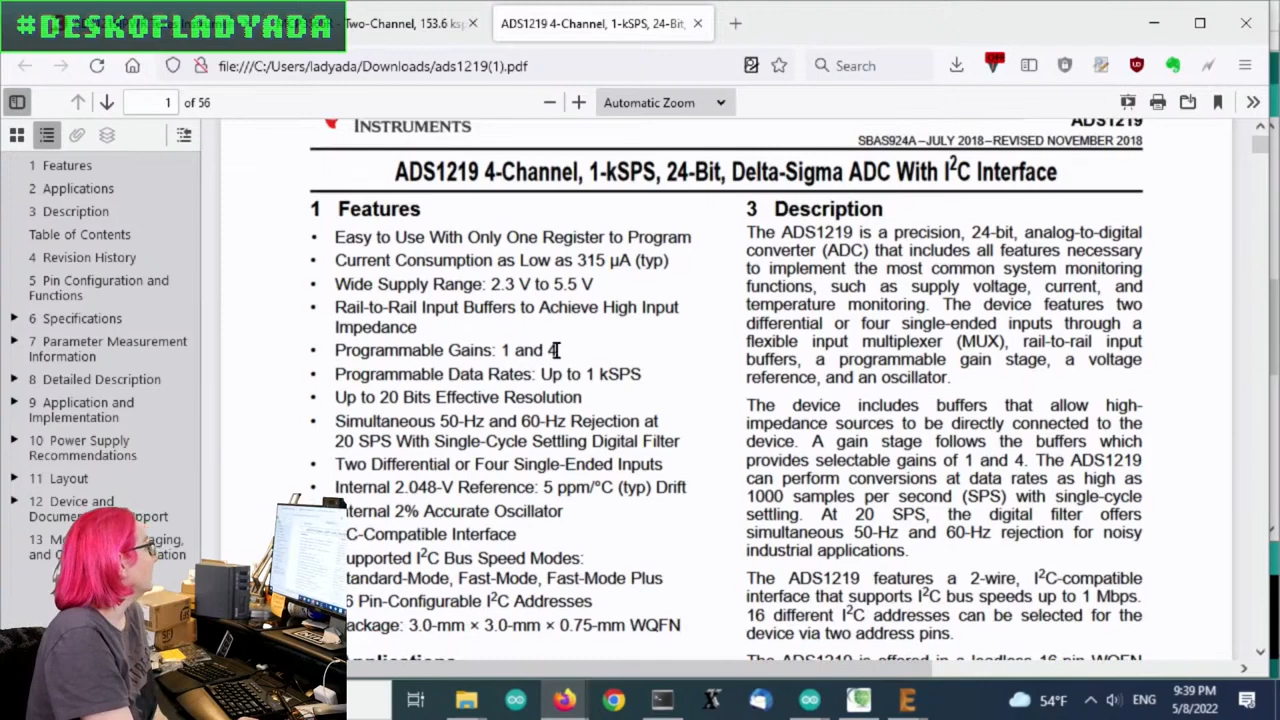 #DESKOFLADYADA
Two-Channel, 153.6 ksp
ADS1219 4-Channel, 1-kSPS, 24-Bit,
file:///C:/Users/ladyada/Downloads/ads1219(1).pdf
Search
1 of 56
Automatic Zoom
1 Features
2 Applications
3 Description
Table of Contents
4 Revision History
5 Pin Configuration and
Functions
6 Specifications
7 Parameter Measurement
Information
8 Detailed Description
9 Application and
Implementation
10 Power Supply
Recommendations
11 Layout
12 Device and
INSTRUMENTS
ADS1219
SBAS924A–JULY 2018–REVISED NOVEMBER 2018
ADS1219 4-Channel, 1-kSPS, 24-Bit, Delta-Sigma ADC With I2C Interface
1 Features
• Easy to Use With Only One Register to Program
• Current Consumption as Low as 315 µA (typ)
• Wide Supply Range: 2.3 V to 5.5 V
• Rail-to-Rail Input Buffers to Achieve High Input
Impedance
• Programmable Gains: 1 and 4
• Programmable Data Rates: Up to 1 kSPS
• Up to 20 Bits Effective Resolution
• Simultaneous 50-Hz and 60-Hz Rejection at
20 SPS With Single-Cycle Settling Digital Filter
• Two Differential or Four Single-Ended Inputs
• Internal 2.048-V Reference: 5 ppm/°C (typ) Drift
nternal 2% Accurate Oscillator
C-Compatible Interface
upported I2C Bus Speed Modes:
tandard-Mode, Fast-Mode, Fast-Mode Plus
6 Pin-Configurable I2C Addresses
ackage: 3.0-mm × 3.0-mm × 0.75-mm WQFN
3 Description
The ADS1219 is a precision, 24-bit, analog-to-digital
converter (ADC) that includes all features necessary
to implement the most common system monitoring
functions, such as supply voltage, current, and
temperature monitoring. The device features two
differential or four single-ended inputs through a
flexible input multiplexer (MUX), rail-to-rail input
buffers, a programmable gain stage, a voltage
reference, and an oscillator.
The device includes buffers that allow high-
impedance sources to be directly connected to the
device. A gain stage follows the buffers which
provides selectable gains of 1 and 4. The ADS1219
can perform conversions at data rates as high as
1000 samples per second (SPS) with single-cycle
settling. At 20 SPS, the digital filter offers
simultaneous 50-Hz and 60-Hz rejection for noisy
industrial applications.
The ADS1219 features a 2-wire, I2C-compatible
interface that supports I2C bus speeds up to 1 Mbps.
16 different I2C addresses can be selected for the
device via two address pins.
The ADS1219 is offered in a leadless 16-pin WQFN
54°F
ENG
9:39 PM
5/8/2022